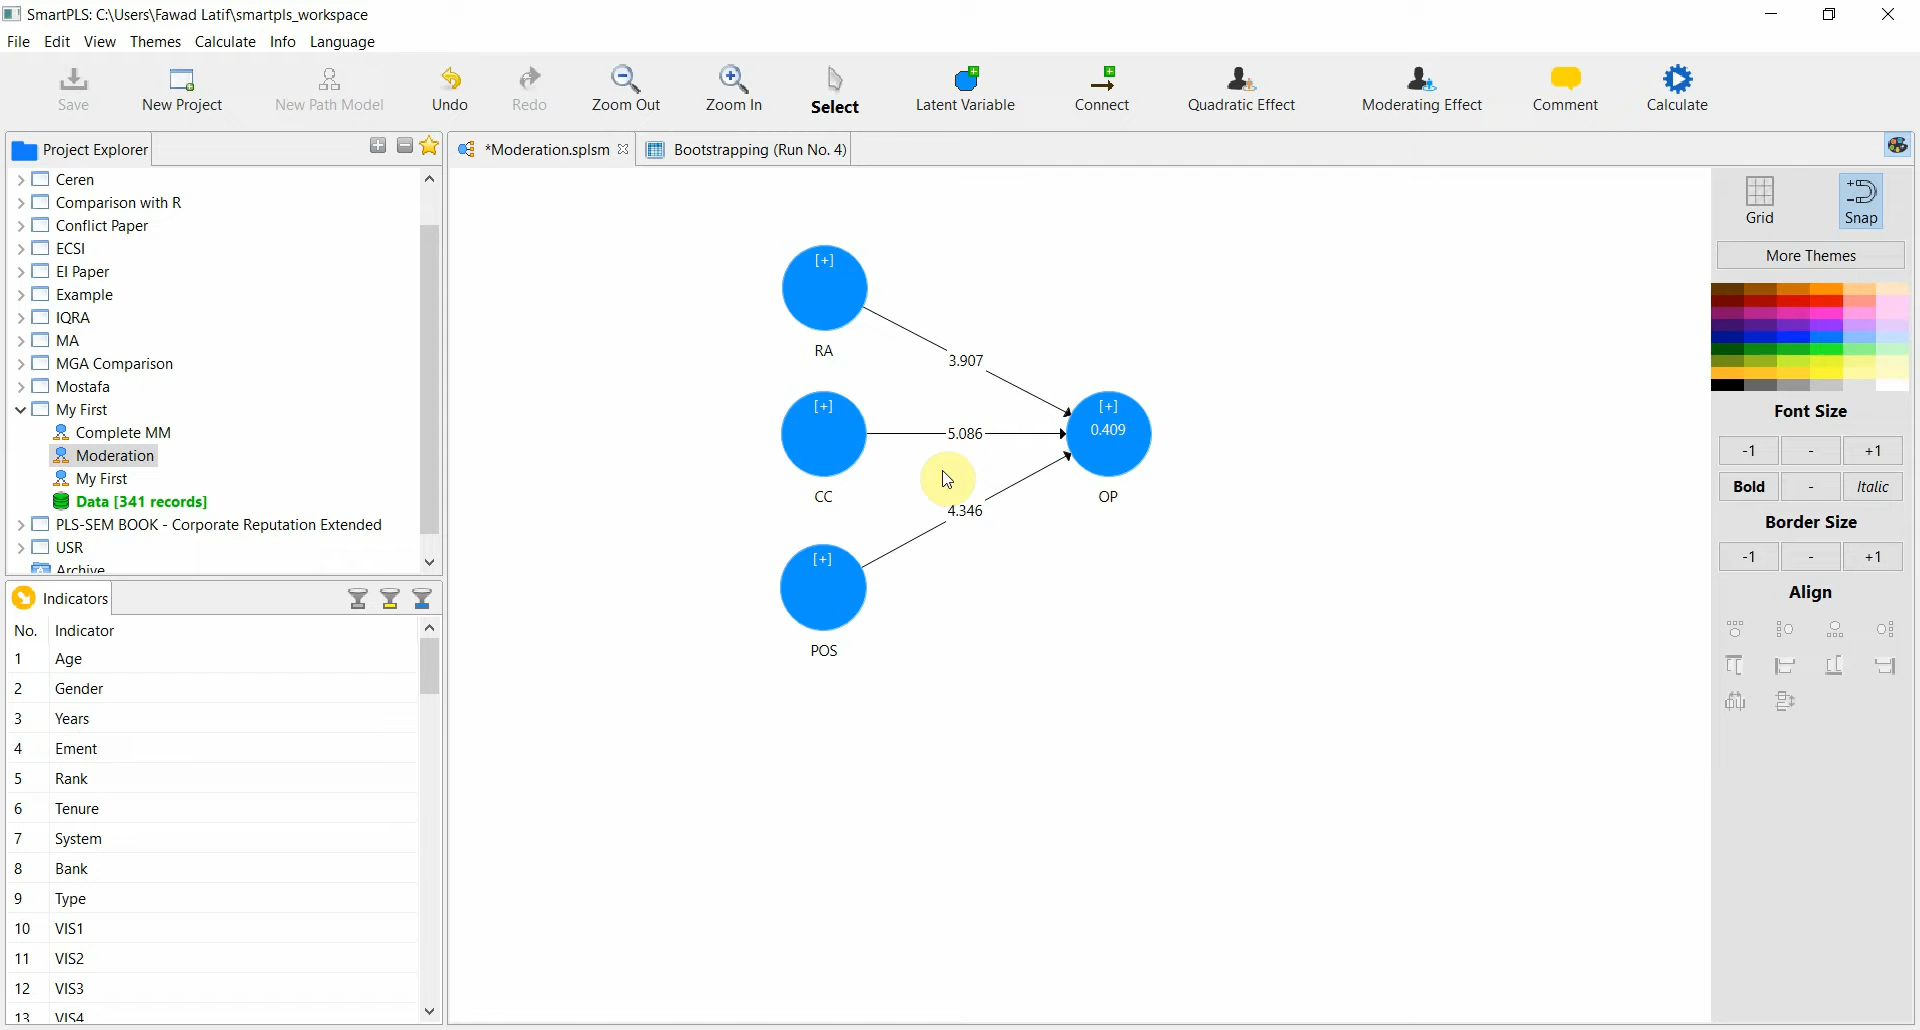 SmartPLS: C:\Users\Fawad Latif\smartpls_workspace
File Edit View Themes Calculate Info Language
Save New Project New Path Model Undo Redo Zoom Out Zoom In Select Latent Variable Connect Quadratic Effect Moderating Effect Comment Calculate
Project Explorer
*Moderation.splsm
Bootstrapping (Run No. 4)
Ceren
Comparison with R
Conflict Paper
ECSI
EI Paper
Example
IQRA
MA
MGA Comparison
Mostafa
My First
Complete MM
Moderation
My First
Data [341 records]
PLS-SEM BOOK - Corporate Reputation Extended
USR
Archive
Indicators
No. Indicator
1 Age
2 Gender
3 Years
4 Ement
5 Rank
6 Tenure
7 System
8 Bank
9 Type
10 VIS1
11 VIS2
12 VIS3
13 VIS4
[+]
RA
3.907
[+]
CC
5.086
[+]
0.409
OP
4.346
[+]
POS
Grid Snap
More Themes
Font Size
-1 - +1
Bold - Italic
Border Size
-1 - +1
Align